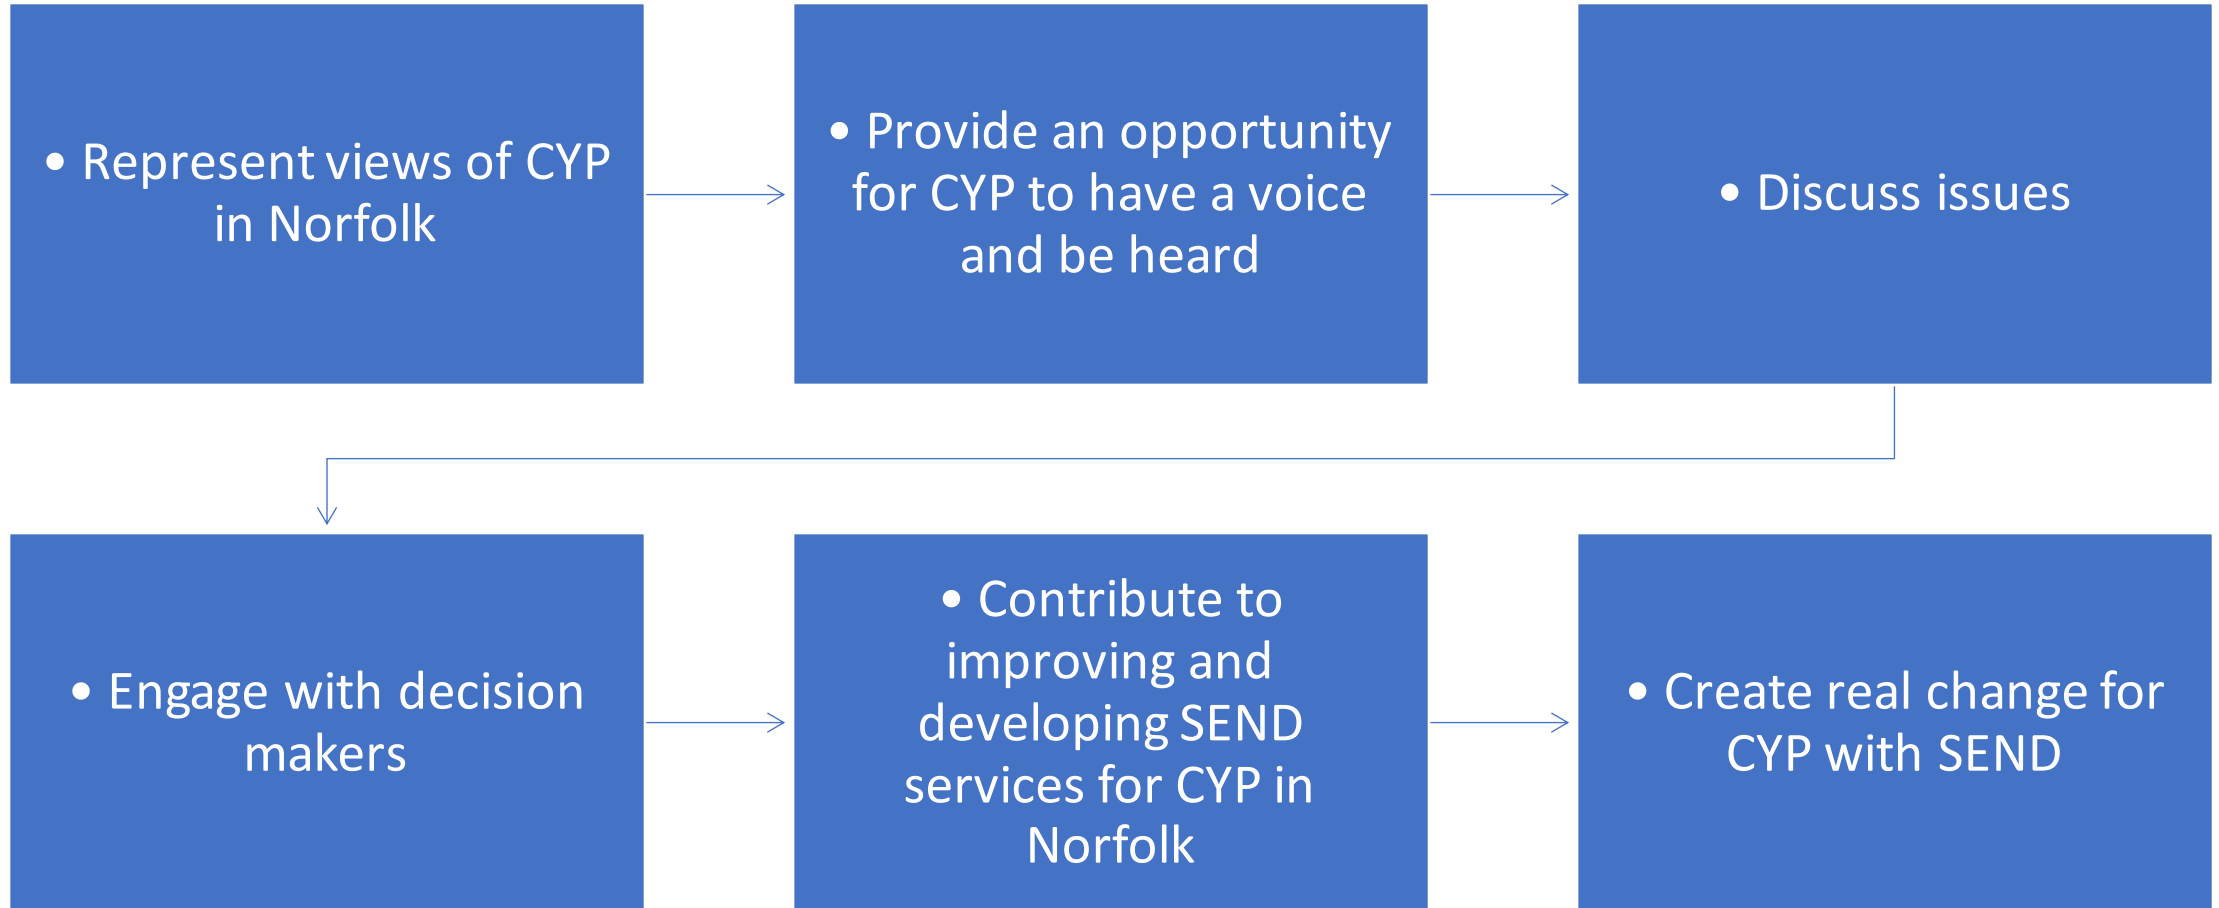 • Represent views of CYP
in Norfolk
• Provide an opportunity
for CYP to have a voice
and be heard
• Discuss issues
• Engage with decision
makers
• Contribute to
improving and
developing SEND
services for CYP in
Norfolk
• Create real change for
CYP with SEND